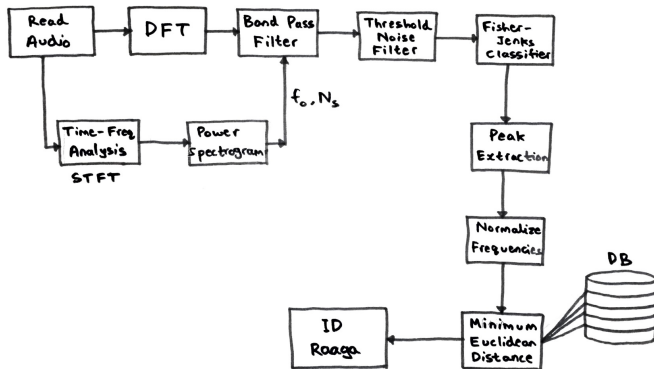 Read
Audio
DFT
Band Pass
Filter
Threshold
Noise
Filter
Fisher-
Jenks
Classifier
f₀, Nₛ
Time-Freq
Analysis
STFT
Power
Spectrogram
Peak
Extraction
Normalize
Frequencies
DB
Minimum
Euclidean
Distance
ID
Raaga